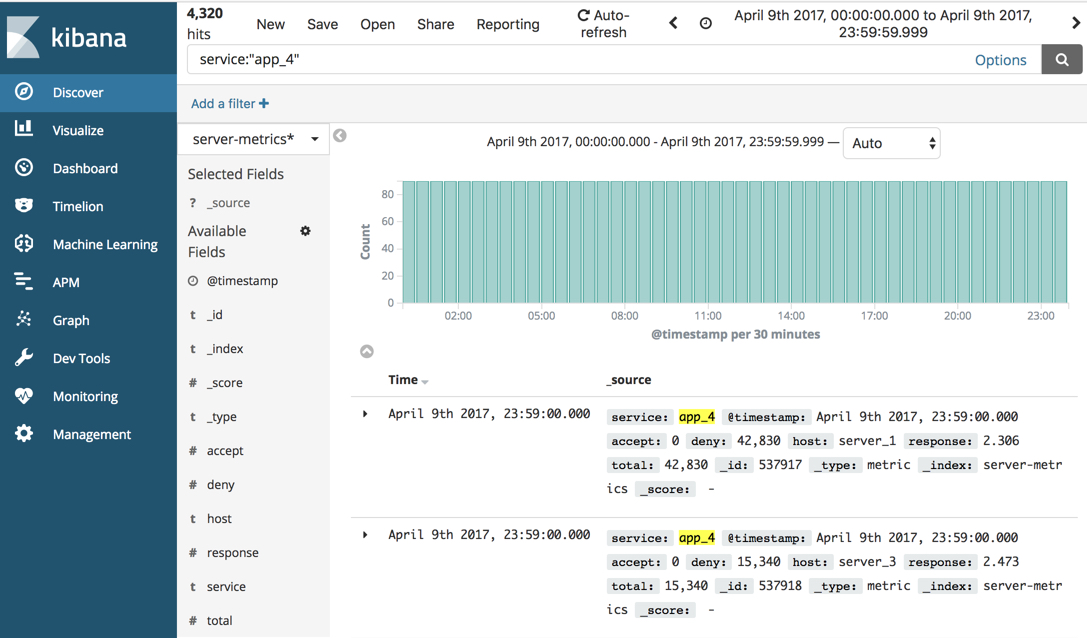 kibana
Discover
Visualize
Dashboard
Timelion
Machine Learning
APM
Graph
Dev Tools
Monitoring
Management
4,320
hits
New Save Open Share Reporting
Auto-
refresh
April 9th 2017, 00:00:00.000 to April 9th 2017,
23:59:59.999
service:"app_4"
Options
Add a filter +
server-metrics*
Selected Fields
? _source
Available
Fields
@timestamp
t _id
t _index
# _score
t _type
# accept
# deny
t host
# response
t service
# total
April 9th 2017, 00:00:00.000 - April 9th 2017, 23:59:59.999 —
Auto
Count
80
60
40
20
0
02:00 05:00 08:00 11:00 14:00 17:00 20:00 23:00
@timestamp per 30 minutes
Time _source
April 9th 2017, 23:59:00.000
service: app_4 @timestamp: April 9th 2017, 23:59:00.000
accept: 0 deny: 42,830 host: server_1 response: 2.306
total: 42,830 _id: 537917 _type: metric _index: server-metr
ics _score: -
April 9th 2017, 23:59:00.000
service: app_4 @timestamp: April 9th 2017, 23:59:00.000
accept: 0 deny: 15,340 host: server_3 response: 2.473
total: 15,340 _id: 537918 _type: metric _index: server-metr
ics _score: -